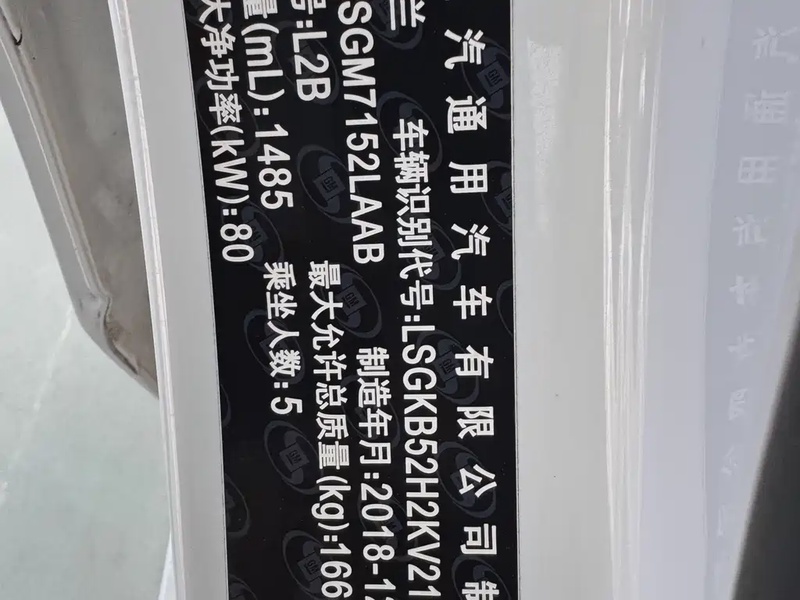 汽通用汽车有限公司制
兰
车辆识别代号:LSGKB52H2KV21
SGM7152LAAB
制造年月:2018-12
号:L2B
最大允许总质量(kg):166
量(mL):1485
乘坐人数:5
大净功率(kW):80